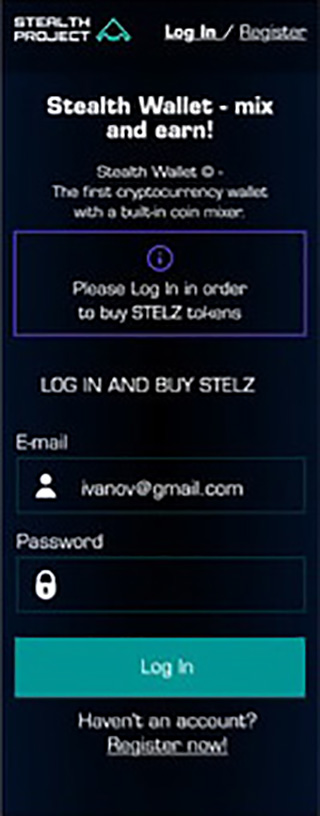 STEALTH
PROJECT
Log In / Register
Stealth Wallet - mix
and earn!
Stealth Wallet © -
The first cryptocurrency wallet
with a built-in coin mixer.
Please Log In in order
to buy STELZ tokens
LOG IN AND BUY STELZ
E-mail
ivanov@gmail.com
Password
Log In
Haven't an account?
Register now!